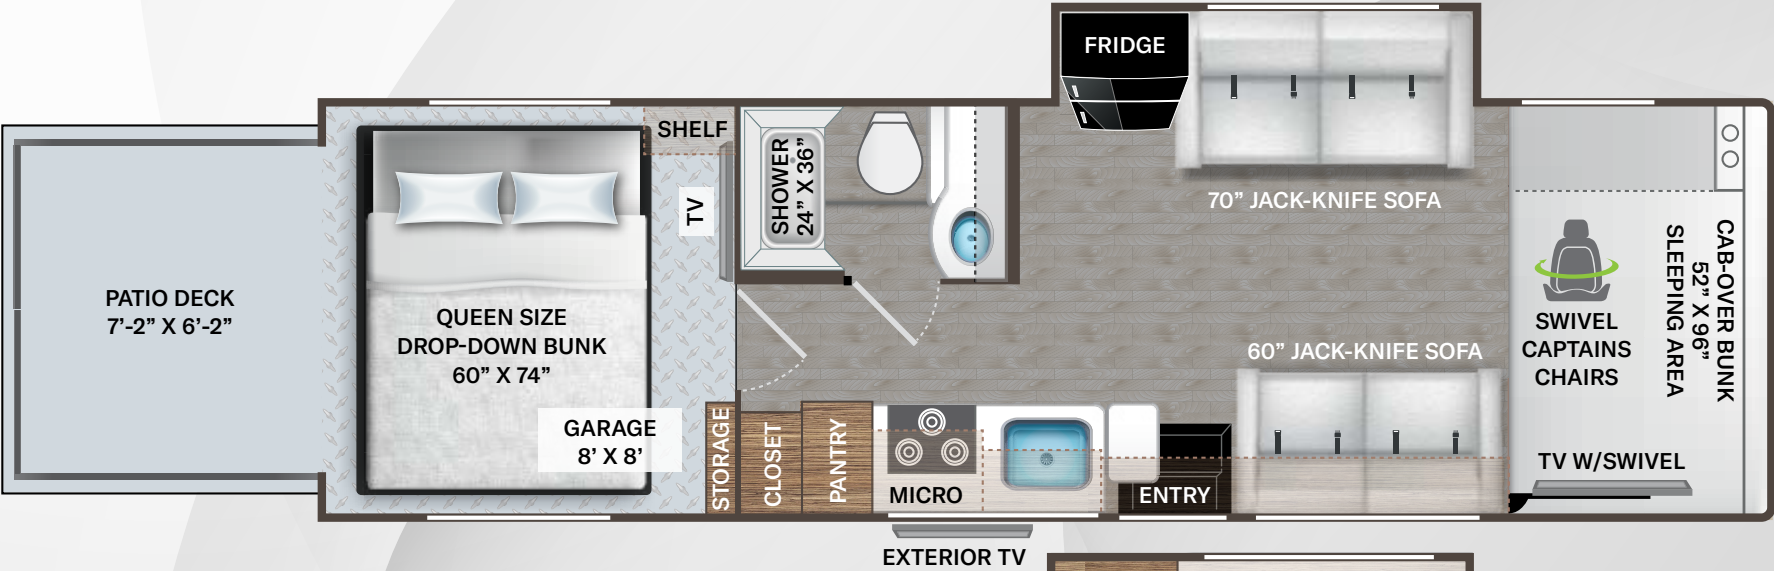 FRIDGE
SHELF
SHOWER
24” X 36”
TV
70” JACK-KNIFE SOFA
PATIO DECK
7’-2” X 6’-2”
QUEEN SIZE
DROP-DOWN BUNK
60” X 74”
GARAGE
8’ X 8’
STORAGE
CLOSET
PANTRY
MICRO
ENTRY
60” JACK-KNIFE SOFA
SWIVEL
CAPTAINS
CHAIRS
CAB-OVER BUNK
52” X 96”
SLEEPING AREA
TV W/SWIVEL
EXTERIOR TV